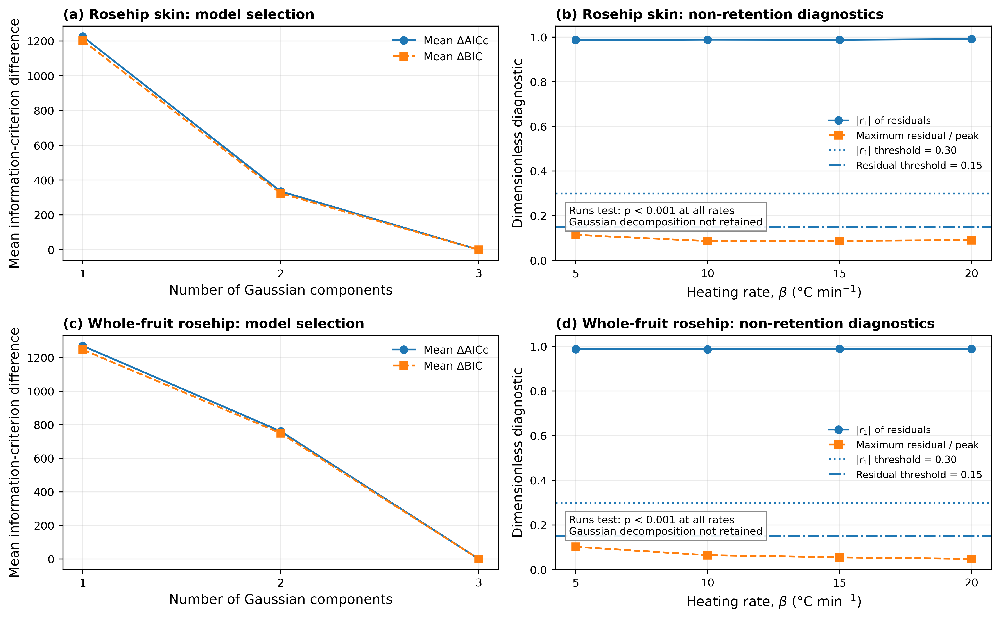 (a) Rosehip skin: model selection
Mean information-criterion difference
1200
1000
800
600
400
200
0
Mean ΔAICc
Mean ΔBIC
1
2
3
Number of Gaussian components
(b) Rosehip skin: non-retention diagnostics
Dimensionless diagnostic
1.0
0.8
0.6
0.4
0.2
0.0
|r₁| of residuals
Maximum residual / peak
|r₁| threshold = 0.30
Residual threshold = 0.15
Runs test: p < 0.001 at all rates
Gaussian decomposition not retained
5
10
15
20
Heating rate, β (°C min⁻¹)
(c) Whole-fruit rosehip: model selection
Mean information-criterion difference
1200
1000
800
600
400
200
0
Mean ΔAICc
Mean ΔBIC
1
2
3
Number of Gaussian components
(d) Whole-fruit rosehip: non-retention diagnostics
Dimensionless diagnostic
1.0
0.8
0.6
0.4
0.2
0.0
|r₁| of residuals
Maximum residual / peak
|r₁| threshold = 0.30
Residual threshold = 0.15
Runs test: p < 0.001 at all rates
Gaussian decomposition not retained
5
10
15
20
Heating rate, β (°C min⁻¹)